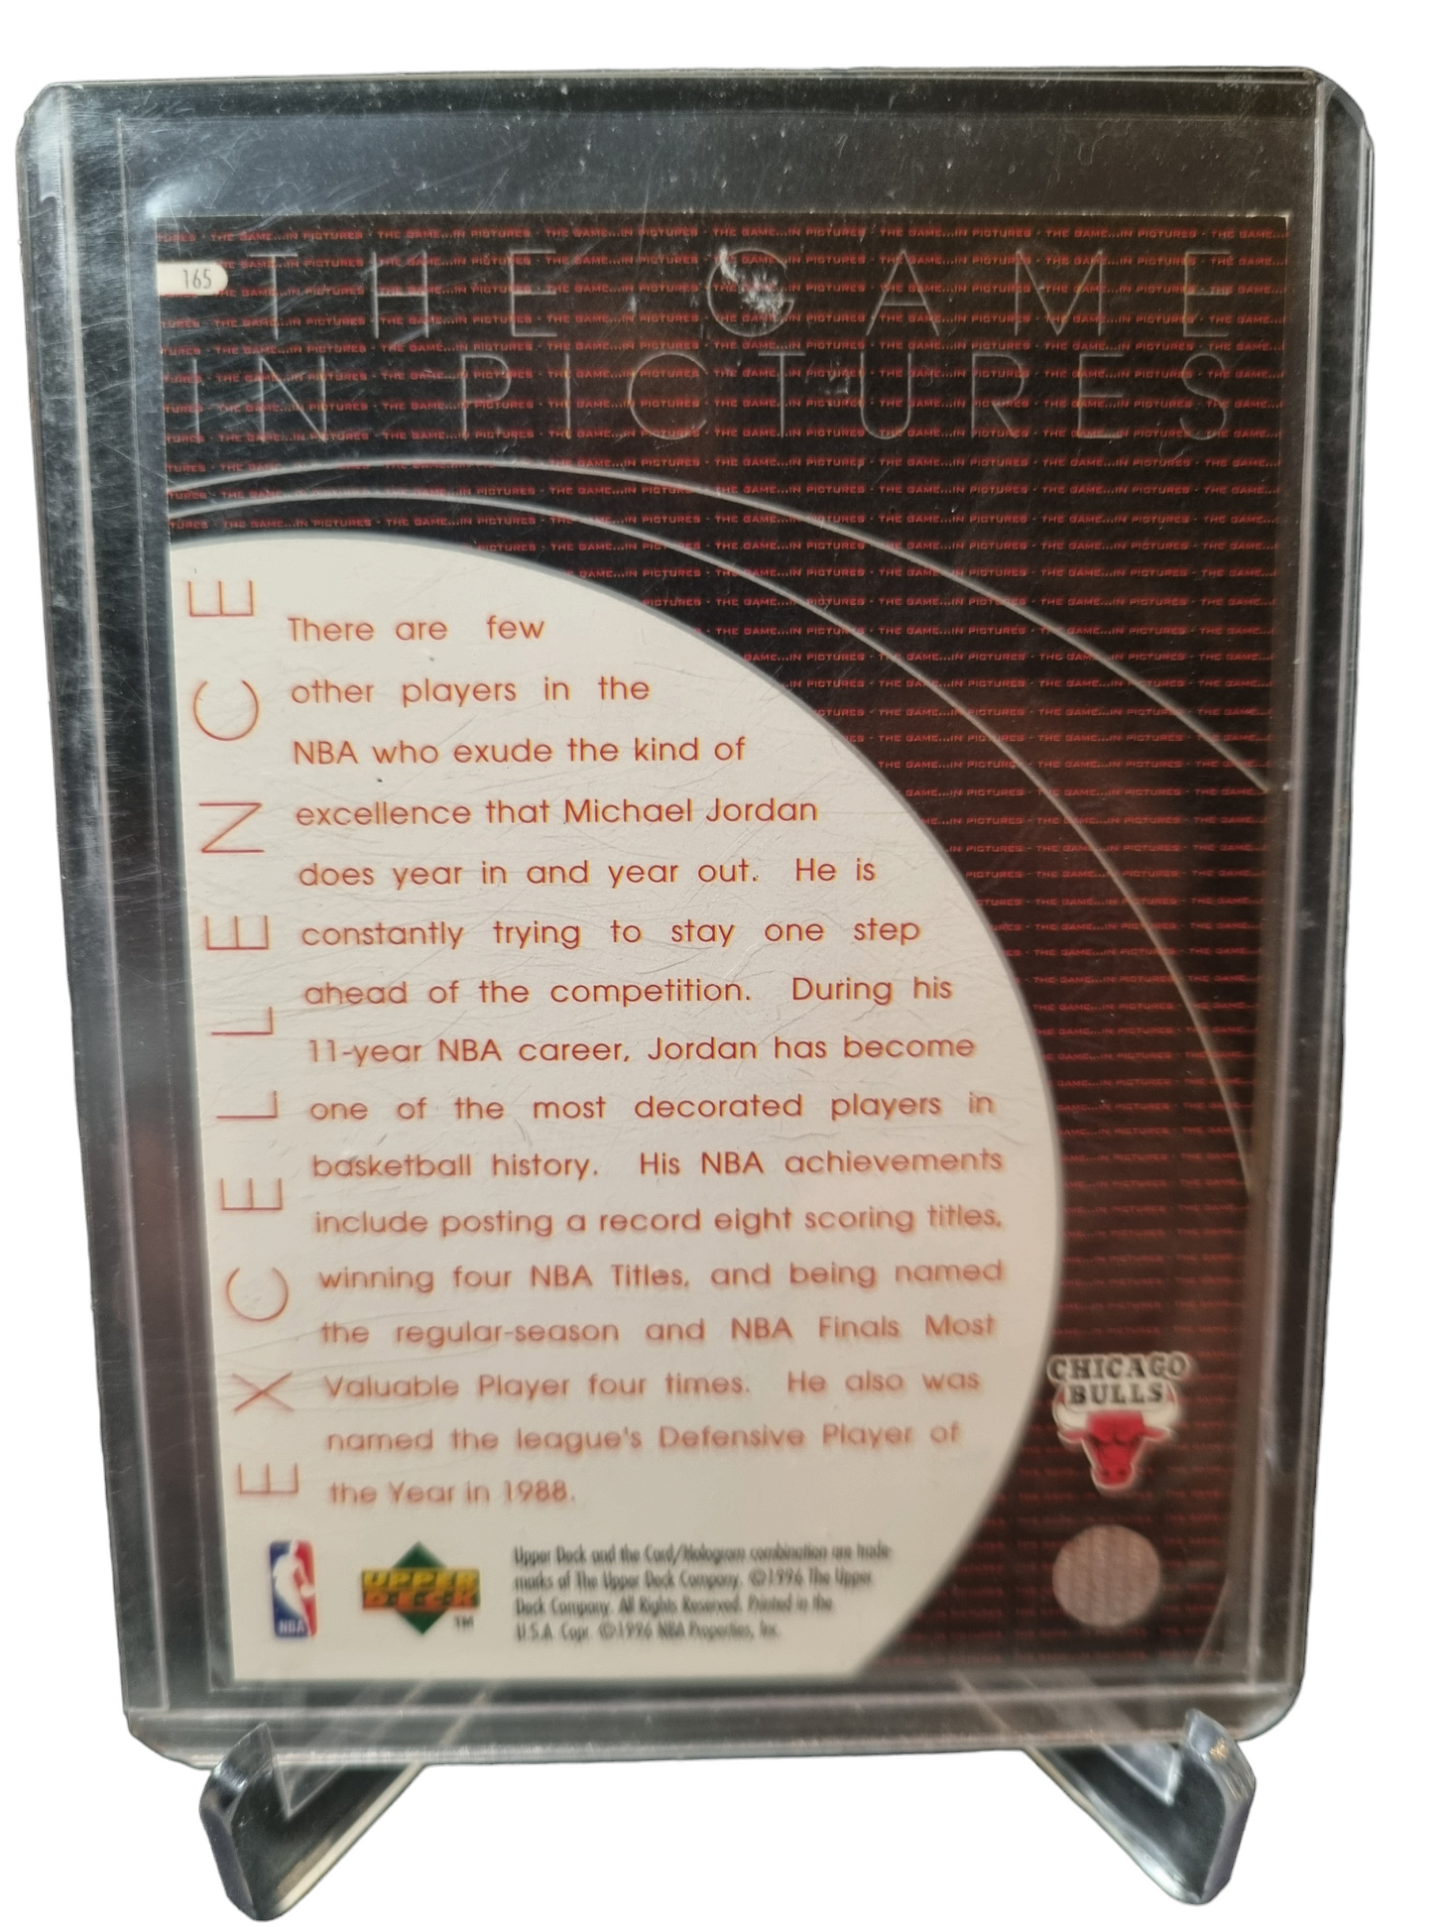 165
THE GAME
IN PICTURES
EXCELLENCE
There are few
other players in the
NBA who exude the kind of
excellence that Michael Jordan
does year in and year out. He is
constantly trying to stay one step
ahead of the competition. During his
11-year NBA career, Jordan has become
one of the most decorated players in
basketball history. His NBA achievements
include posting a record eight scoring titles,
winning four NBA Titles, and being named
the regular-season and NBA Finals Most
Valuable Player four times. He also was
named the league's Defensive Player of
the Year in 1988.
CHICAGO
BULLS
NBA
UPPER
DECK
TM
Upper Deck and the Card/Hologram combination are trade-
marks of The Upper Deck Company. ©1996 The Upper
Deck Company. All Rights Reserved. Printed in the
U.S.A. Copr. ©1996 NBA Properties, Inc.